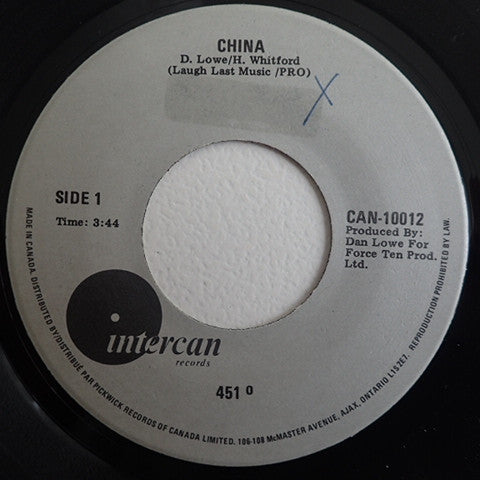 CHINA
D. Lowe/H. Whitford
(Laugh Last Music /PRO)
X
SIDE 1
Time: 3:44
CAN-10012
Produced By:
Dan Lowe For
Force Ten Prod.
Ltd.
intercan
records
451 º
MADE IN CANADA. DISTRIBUTED BY/DISTRIBUÉ PAR PICKWICK RECORDS OF CANADA LIMITED. 106-108 McMASTER AVENUE, AJAX, ONTARIO L1S 2E7. REPRODUCTION PROHIBITED BY LAW.